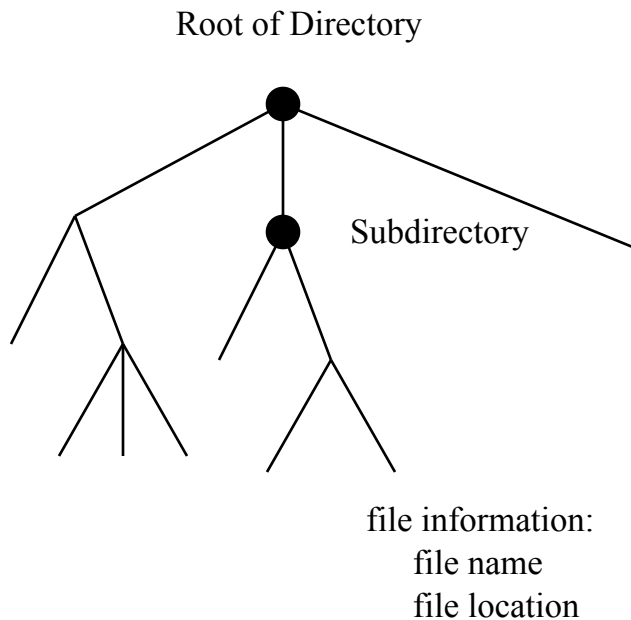 Root of Directory
Subdirectory
file information:
file name
file location